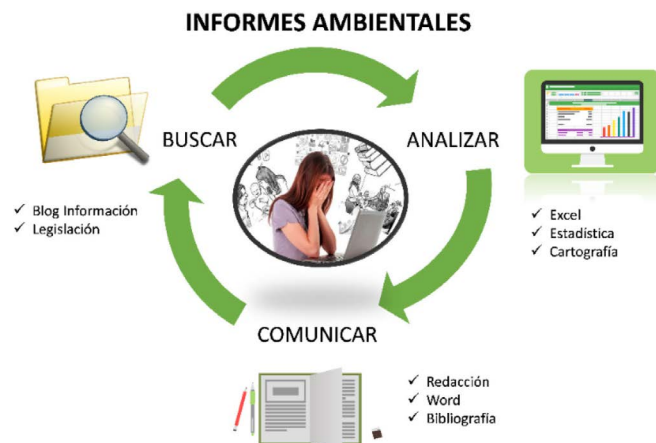 INFORMES AMBIENTALES
BUSCAR
ANALIZAR
✓ Blog Información
✓ Legislación
✓ Excel
✓ Estadística
✓ Cartografía
COMUNICAR
✓ Redacción
✓ Word
✓ Bibliografía